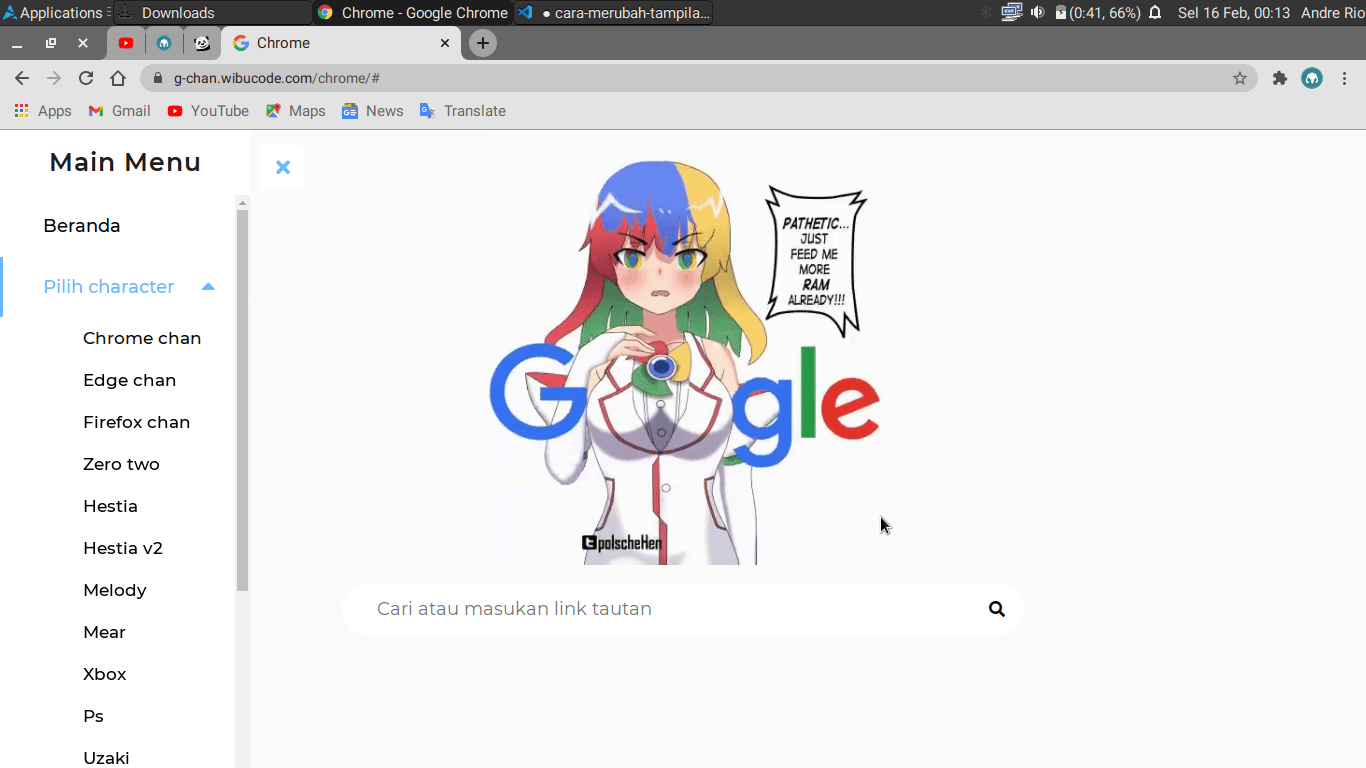 Applications
Downloads
Chrome - Google Chrome
● cara-merubah-tampila...
(0:41, 66%)
Sel 16 Feb, 00:13
Andre Rio
Chrome
g-chan.wibucode.com/chrome/#
Apps
Gmail
YouTube
Maps
News
Translate
Main Menu
Beranda
Pilih character
Chrome chan
Edge chan
Firefox chan
Zero two
Hestia
Hestia v2
Melody
Mear
Xbox
Ps
Uzaki
PATHETIC...
JUST
FEED ME
MORE
RAM
ALREADY!!!
G gle
polscheHen
Cari atau masukan link tautan